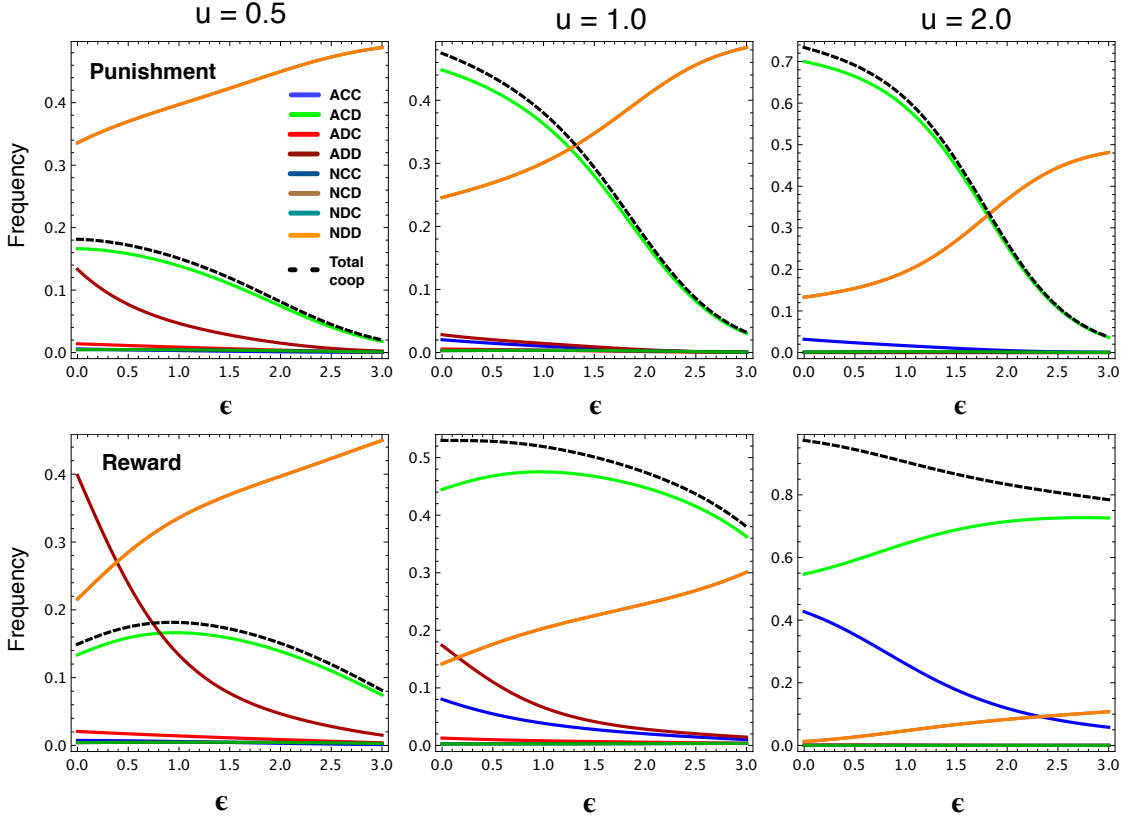 u = 0.5
u = 1.0
u = 2.0
Punishment
ACC
ACD
ADC
ADD
NCC
NCD
NDC
NDD
Total
coop
Frequency
0.4
0.3
0.2
0.1
0.0
0.0 0.5 1.0 1.5 2.0 2.5 3.0
ϵ
0.4
0.3
0.2
0.1
0.0
0.0 0.5 1.0 1.5 2.0 2.5 3.0
ϵ
0.7
0.6
0.5
0.4
0.3
0.2
0.1
0.0
0.0 0.5 1.0 1.5 2.0 2.5 3.0
ϵ
Reward
Frequency
0.4
0.3
0.2
0.1
0.0
0.0 0.5 1.0 1.5 2.0 2.5 3.0
ϵ
0.5
0.4
0.3
0.2
0.1
0.0
0.0 0.5 1.0 1.5 2.0 2.5 3.0
ϵ
0.8
0.6
0.4
0.2
0.0
0.0 0.5 1.0 1.5 2.0 2.5 3.0
ϵ